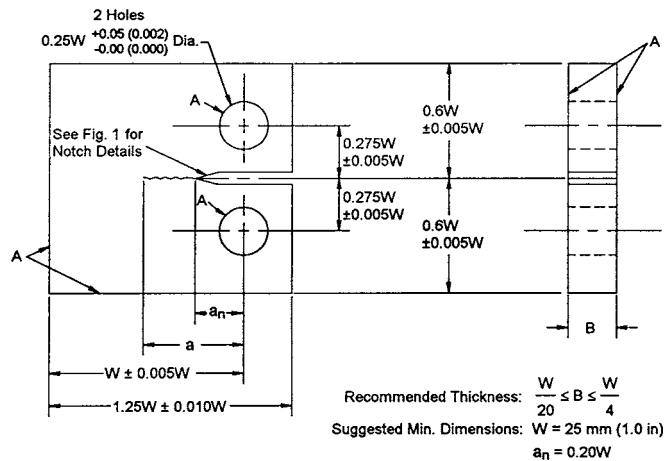 2 Holes
0.25W +0.05 (0.002) -0.00 (0.000) Dia.
A
A
See Fig. 1 for
Notch Details
0.275W
±0.005W
0.6W
±0.005W
A
0.275W
±0.005W
0.6W
±0.005W
A
an
a
B
W ± 0.005W
1.25W ± 0.010W
Recommended Thickness: W/20 ≤ B ≤ W/4
Suggested Min. Dimensions: W = 25 mm (1.0 in)
an = 0.20W